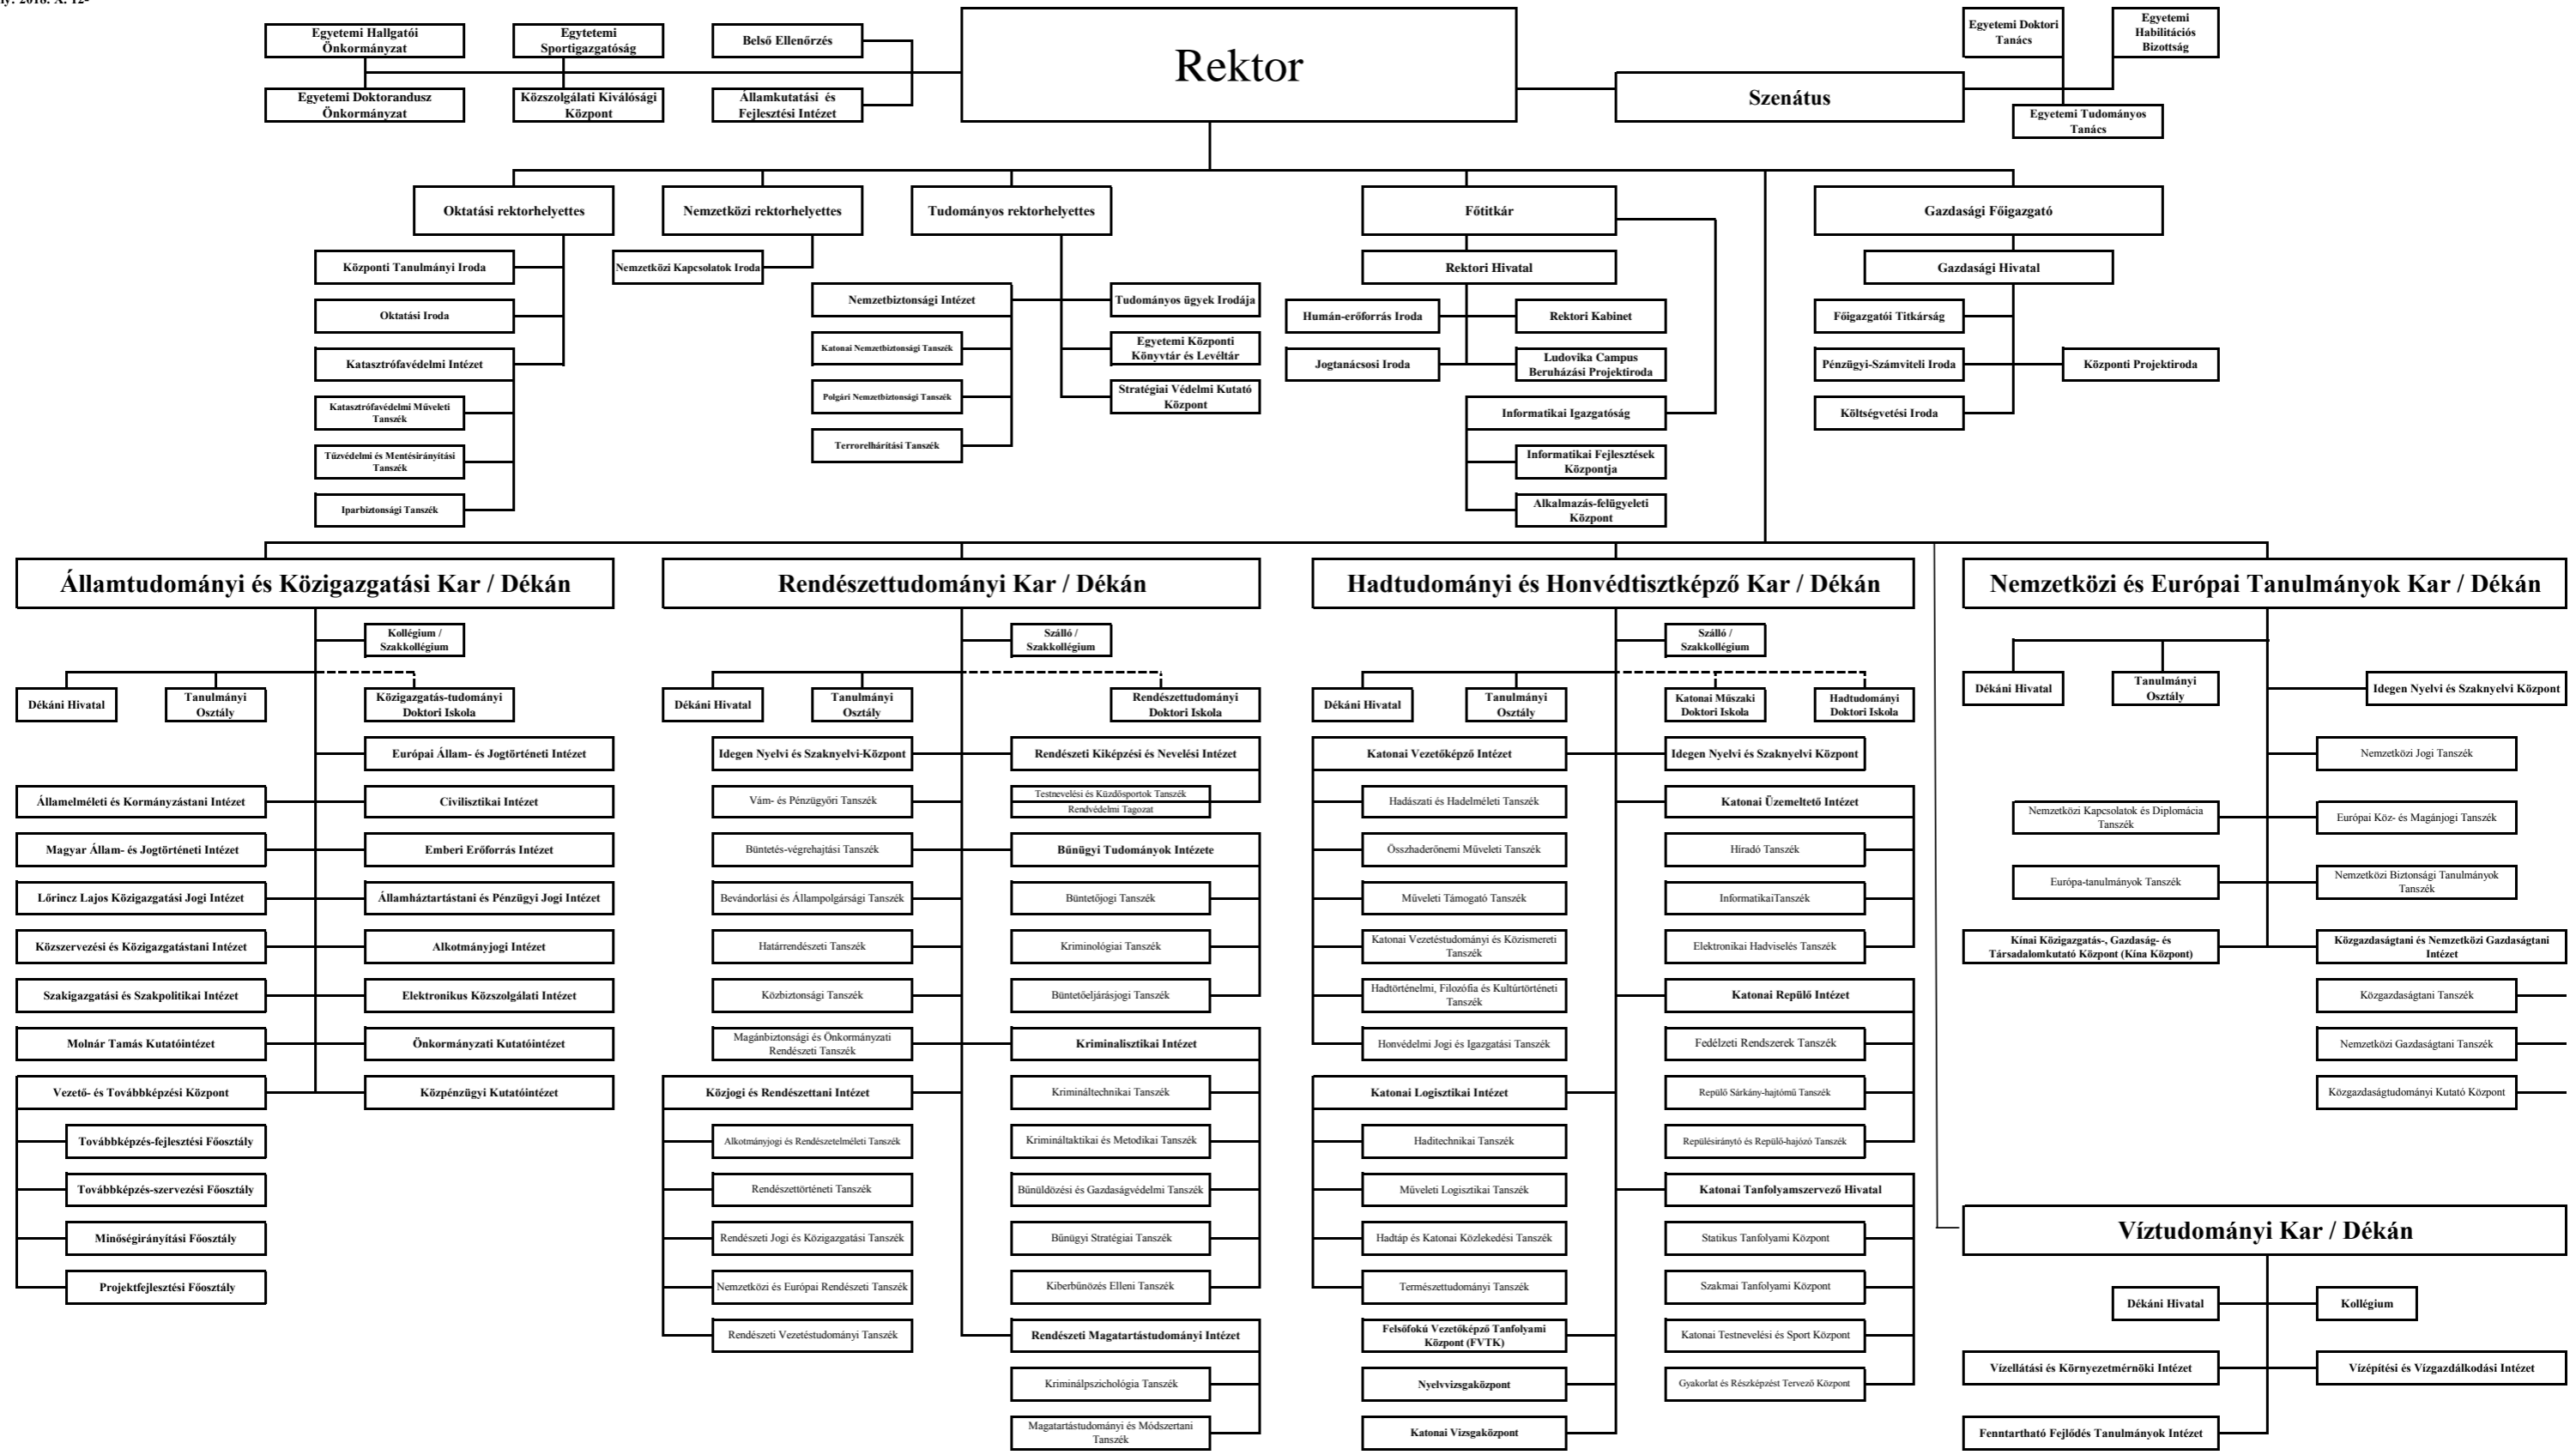 Egyetemi Hallgatói
Önkormányzat
Egytetemi
Sportigazgatóság
Belső Ellenőrzés
Rektor
Egyetemi Doktori
Tanács
Egyetemi
Habilitációs
Bizottság
Egyetemi Doktorandusz
Önkormányzat
Közszolgálati Kiválósági
Központ
Államkutatási és
Fejlesztési Intézet
Szenátus
Egyetemi Tudományos
Tanács
Oktatási rektorhelyettes
Nemzetközi rektorhelyettes
Tudományos rektorhelyettes
Főtitkár
Gazdasági Főigazgató
Központi Tanulmányi Iroda
Nemzetközi Kapcsolatok Iroda
Rektori Hivatal
Gazdasági Hivatal
Nemzetbiztonsági Intézet
Tudományos ügyek Irodája
Oktatási Iroda
Humán-erőforrás Iroda
Rektori Kabinet
Főigazgatói Titkárság
Katonai Nemzetbiztonsági Tanszék
Egyetemi Központi
Könyvtár és Levéltár
Katasztrófavédelmi Intézet
Jogtanácsosi Iroda
Ludovika Campus
Beruházási Projektiroda
Pénzügyi-Számviteli Iroda
Központi Projektiroda
Polgári Nemzetbiztonsági Tanszék
Stratégiai Védelmi Kutató
Központ
Katasztrófavédelmi Műveleti
Tanszék
Informatikai Igazgatóság
Költségvetési Iroda
Terrorelhárítási Tanszék
Tűzvédelmi és Mentésirányítási
Tanszék
Informatikai Fejlesztések
Központja
Iparbiztonsági Tanszék
Alkalmazás-felügyeleti
Központ
Államtudományi és Közigazgatási Kar / Dékán
Rendészettudományi Kar / Dékán
Hadtudományi és Honvédtisztképző Kar / Dékán
Nemzetközi és Európai Tanulmányok Kar / Dékán
Kollégium /
Szakkollégium
Szálló /
Szakkollégium
Szálló /
Szakkollégium
Dékáni Hivatal
Tanulmányi
Osztály
Közigazgatás-tudományi
Doktori Iskola
Dékáni Hivatal
Tanulmányi
Osztály
Rendészettudományi
Doktori Iskola
Dékáni Hivatal
Tanulmányi
Osztály
Katonai Műszaki
Doktori Iskola
Hadtudományi
Doktori Iskola
Dékáni Hivatal
Tanulmányi
Osztály
Idegen Nyelvi és Szaknyelvi Központ
Európai Állam- és Jogtörténeti Intézet
Idegen Nyelvi és Szaknyelvi-Központ
Rendészeti Kiképzési és Nevelési Intézet
Katonai Vezetőképző Intézet
Idegen Nyelvi és Szaknyelvi Központ
Nemzetközi Jogi Tanszék
Államelméleti és Kormányzástani Intézet
Civilisztikai Intézet
Vám- és Pénzügyőri Tanszék
Testnevelési és Küzdősportok Tanszék
Rendvédelmi Tagozat
Hadászati és Hadelméleti Tanszék
Katonai Üzemeltető Intézet
Nemzetközi Kapcsolatok és Diplomácia
Tanszék
Európai Köz- és Magánjogi Tanszék
Magyar Állam- és Jogtörténeti Intézet
Emberi Erőforrás Intézet
Büntetés-végrehajtási Tanszék
Bűnügyi Tudományok Intézete
Összhaderőnemi Műveleti Tanszék
Híradó Tanszék
Lőrincz Lajos Közigazgatási Jogi Intézet
Államháztartástani és Pénzügyi Jogi Intézet
Bevándorlási és Állampolgársági Tanszék
Büntetőjogi Tanszék
Műveleti Támogató Tanszék
InformatikaiTanszék
Európa-tanulmányok Tanszék
Nemzetközi Biztonsági Tanulmányok
Tanszék
Közszervezési és Közigazgatástani Intézet
Alkotmányjogi Intézet
Határrendészeti Tanszék
Kriminológiai Tanszék
Katonai Vezetéstudományi és Közismereti
Tanszék
Elektronikai Hadviselés Tanszék
Kínai Közigazgatás-, Gazdaság- és
Társadalomkutató Központ (Kína Központ)
Közgazdaságtani és Nemzetközi Gazdaságtani
Intézet
Szakigazgatási és Szakpolitikai Intézet
Elektronikus Közszolgálati Intézet
Közbiztonsági Tanszék
Büntetőeljárásjogi Tanszék
Hadtörténelmi, Filozófia és Kultúrtörténeti
Tanszék
Katonai Repülő Intézet
Közgazdaságtani Tanszék
Molnár Tamás Kutatóintézet
Önkormányzati Kutatóintézet
Magánbiztonsági és Önkormányzati
Rendészeti Tanszék
Kriminalisztikai Intézet
Honvédelmi Jogi és Igazgatási Tanszék
Fedélzeti Rendszerek Tanszék
Nemzetközi Gazdaságtani Tanszék
Vezető- és Továbbképzési Központ
Közpénzügyi Kutatóintézet
Közjogi és Rendészettani Intézet
Krimináltechnikai Tanszék
Katonai Logisztikai Intézet
Repülő Sárkány-hajtómű Tanszék
Közgazdaságtudományi Kutató Központ
Továbbképzés-fejlesztési Főosztály
Alkotmányjogi és Rendészetelméleti Tanszék
Krimináltaktikai és Metodikai Tanszék
Haditechnikai Tanszék
Repülésiránytó és Repülő-hajózó Tanszék
Továbbképzés-szervezési Főosztály
Rendészettörténeti Tanszék
Bűnüldözési és Gazdaságvédelmi Tanszék
Műveleti Logisztikai Tanszék
Katonai Tanfolyamszervező Hivatal
Minőségirányítási Főosztály
Rendészeti Jogi és Közigazgatási Tanszék
Bűnügyi Stratégiai Tanszék
Hadtáp és Katonai Közlekedési Tanszék
Statikus Tanfolyami Központ
Víztudományi Kar / Dékán
Projektfejlesztési Főosztály
Nemzetközi és Európai Rendészeti Tanszék
Kiberbűnözés Elleni Tanszék
Természettudományi Tanszék
Szakmai Tanfolyami Központ
Dékáni Hivatal
Kollégium
Rendészeti Vezetéstudományi Tanszék
Rendészeti Magatartástudományi Intézet
Felsőfokú Vezetőképző Tanfolyami
Központ (FVTK)
Katonai Testnevelési és Sport Központ
Vízellátási és Környezetmérnöki Intézet
Vízépítési és Vízgazdálkodási Intézet
Kriminálpszichológia Tanszék
Nyelvvizsgaközpont
Gyakorlat és Részképzést Tervező Központ
Magatartástudományi és Módszertani
Tanszék
Katonai Vizsgaközpont
Fenntartható Fejlődés Tanulmányok Intézet